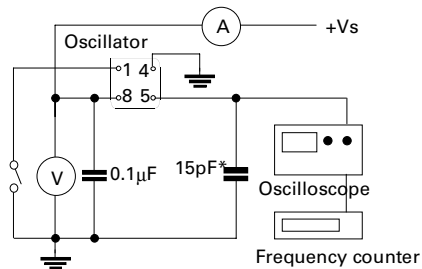 A
+Vs
Oscillator
1 4
8 5
V
0.1μF
15pF*
Oscilloscope
Frequency counter